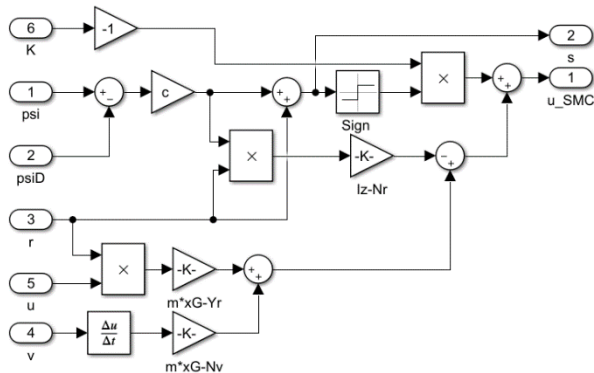 6
K
-1
2
s
1
psi
c
Sign
×
1
u_SMC
2
psiD
×
-K-
Iz-Nr
3
r
5
u
×
-K-
m*xG-Yr
4
v
Δu
Δt
-K-
m*xG-Nv